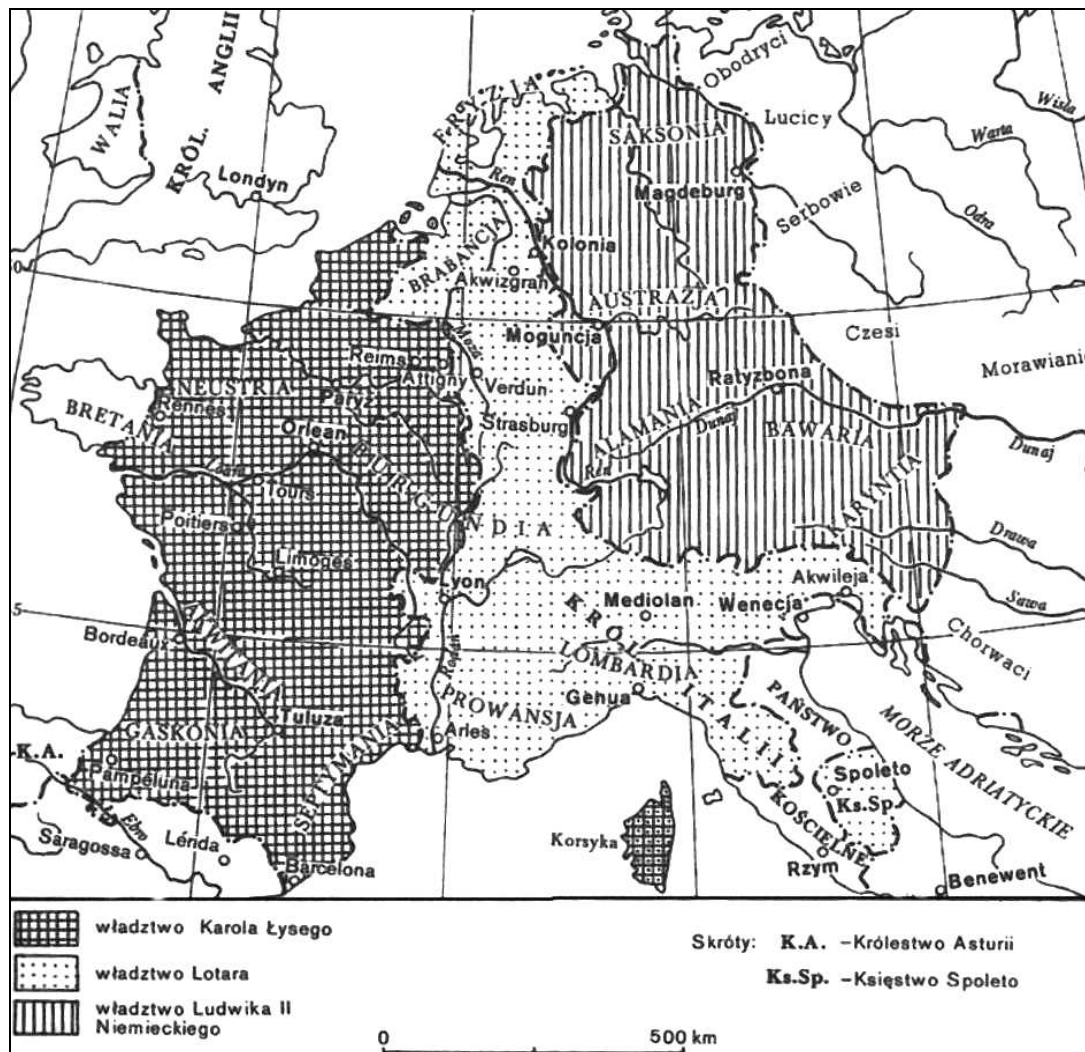 WALIA
KRÓL. ANGLII
Londyn
FRYZJA
Ren
SAKSONIA
Magdeburg
Obodryci
Lucicy
Serbowie
Wisła
Warta
Odra
0
BRABANCJA
Kolonia
Akwizgran
AUSTRAZJA
Moguncja
Moza
Czesi
Morawianie
Reims
Attigny
Verdun
NEUSTRIA
Paryż
Rennes
BRETANIA
Orlean
Strasburg
ALAMANIA
Dunaj
Ratyzbona
BAWARIA
Dunaj
Ren
BURGUNDIA
Loara
Tours
Poitiers
Limoges
KARYNTIA
Drawa
Sawa
Lyon
Mediolan
Wenecja
Akwileja
Chorwaci
5
Bordeaux
AKWITANIA
Rodan
KRÓL. ITALII
LOMBARDIA
PROWANSJA
Genua
PAŃSTWO KOŚCIELNE
MORZE ADRIATYCKIE
GASKONIA
Tuluza
Arles
SEPTYMANIA
K.A.
Pampeluna
Ebro
Saragossa
Lérida
Barcelona
Korsyka
Spoleto
Ks.Sp.
Rzym
Benewent
władztwo Karola Łysego
władztwo Lotara
władztwo Ludwika II
Niemieckiego
Skróty: K.A. –Królestwo Asturii
Ks.Sp. –Księstwo Spoleto
0 500 km